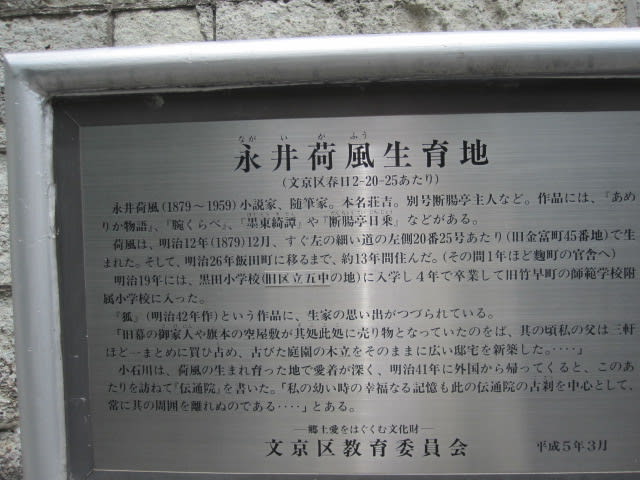 ながいかふう
永井荷風生育地
(文京区春日2-20-25あたり)
永井荷風(1879〜1959)小説家、随筆家。本名荘吉。別号断腸亭主人など。作品には、『あめ
りか物語』、『腕くらべ』、『墨東綺譚』や『断腸亭日乗』などがある。
荷風は、明治12年(1879)12月、すぐ左の細い道の左側20番25号あたり(旧金富町45番地)で生
まれた。そして、明治26年飯田町に移るまで、約13年間住んだ。(その間1年ほど麴町の官舎へ)
明治19年には、黒田小学校(旧区立五中の地)に入学し4年で卒業して旧竹早町の師範学校附
属小学校に入った。
『狐』(明治42年作)という作品に、生家の思い出がつづられている。
「旧幕の御家人や旗本の空屋敷が其処此処に売り物となっていたのをば、其の頃私の父は三軒
ほど一まとめに買ひ占め、古びた庭園の木立をそのままに広い邸宅を新築した。‥‥」
小石川は、荷風の生まれ育った地で愛着が深く、明治41年に外国から帰ってくると、このあ
たりを訪ねて『伝通院』を書いた。「私の幼い時の幸福なる記憶も此の伝通院の古刹を中心として、
常に其の周囲を離れぬのである‥‥」とある。
―郷土愛をはぐくむ文化財―
文京区教育委員会 平成5年3月